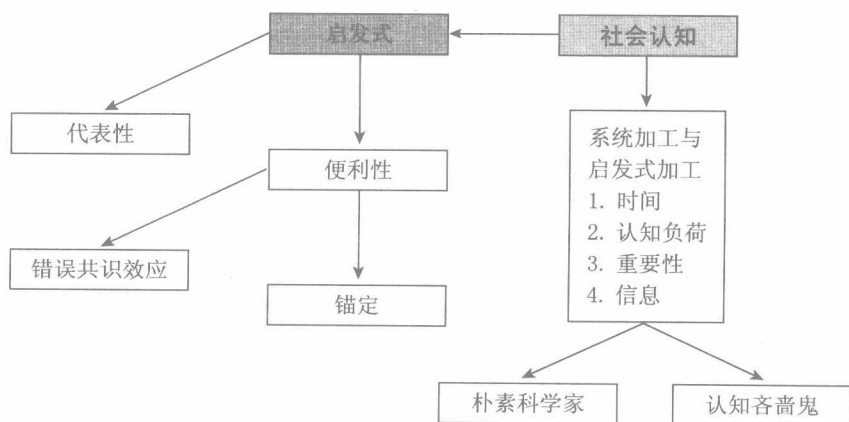 启发式
社会认知
代表性
便利性
系统加工与
启发式加工
1. 时间
2. 认知负荷
3. 重要性
4. 信息
错误共识效应
锚定
朴素科学家
认知吝啬鬼